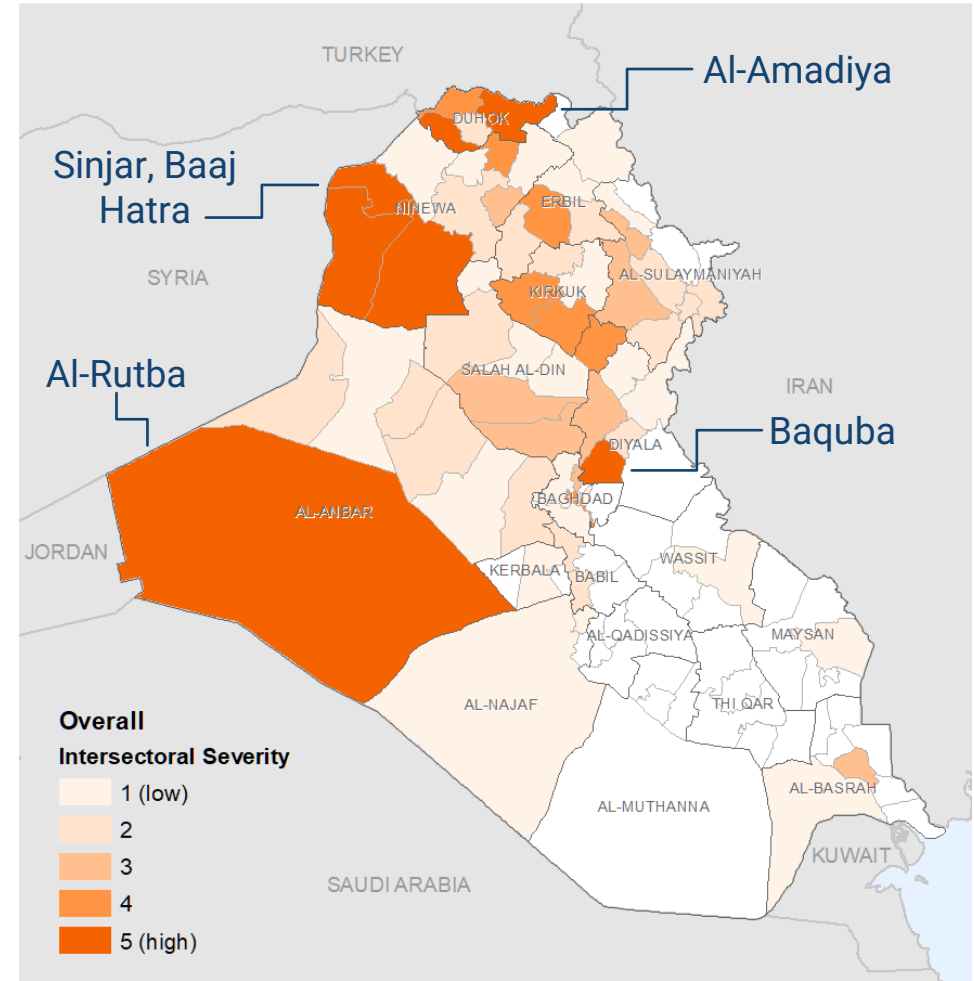 TURKEY
Al-Amadiya
DUHOK
Sinjar, Baaj
Hatra
NINEWA
ERBIL
SYRIA
AL-SULAYMANIYAH
KIRKUK
Al-Rutba
SALAH AL-DIN
IRAN
Baquba
DIYALA
BAGHDAD
AL-ANBAR
JORDAN
KERBALA
BABIL
WASSIT
AL-QADISSIYA
MAYSAN
AL-NAJAF
THI QAR
Overall
Intersectoral Severity
1 (low)
2
3
4
5 (high)
AL-MUTHANNA
AL-BASRAH
KUWAIT
SAUDI ARABIA